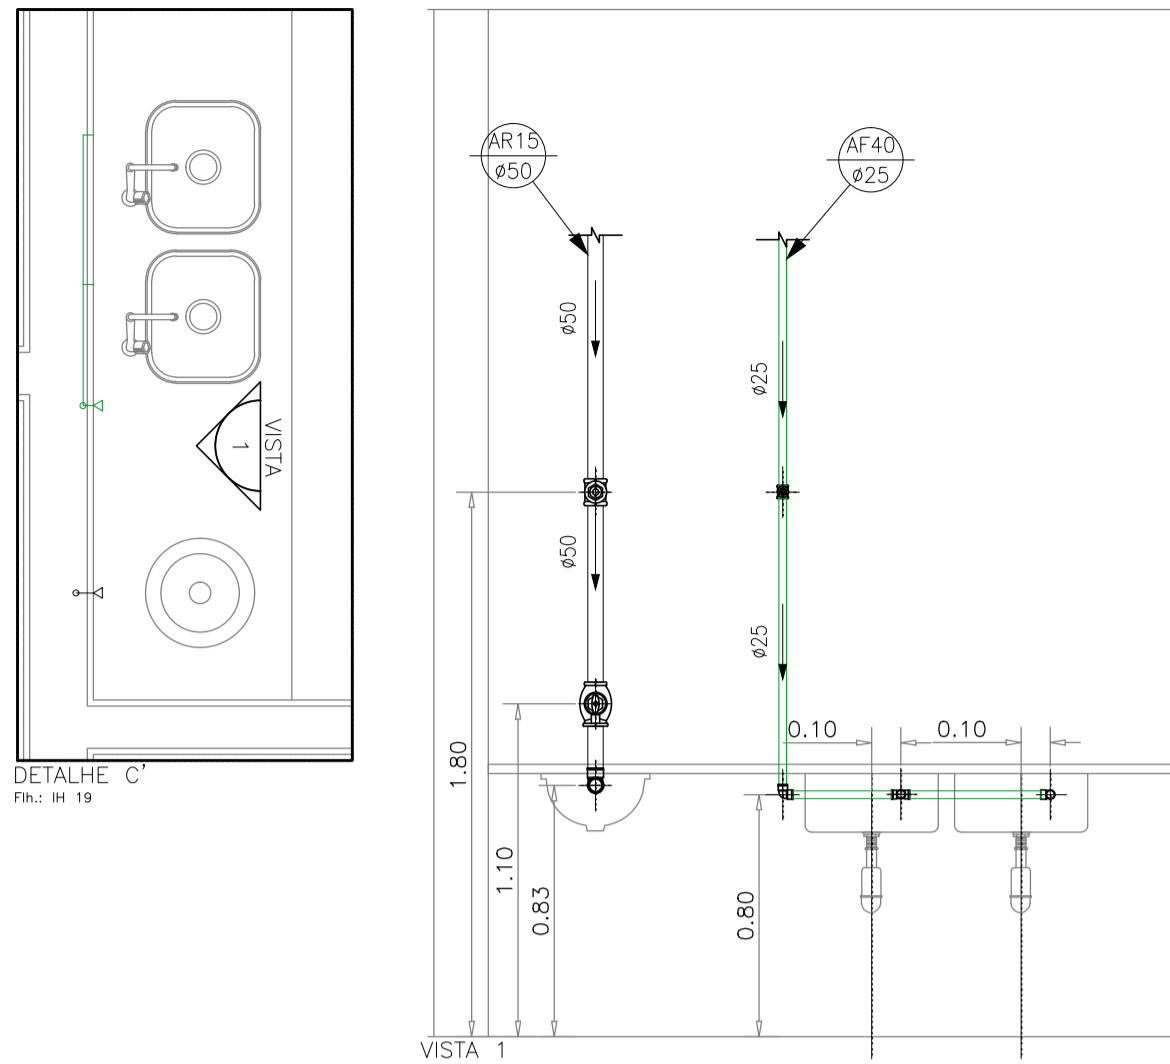 VISTA
1
DETALHE C'
Flh.: IH 19
AR15
ø50
AF40
ø25
ø50
ø25
ø50
ø25
1.80
1.10
0.83
0.80
0.10
0.10
VISTA 1